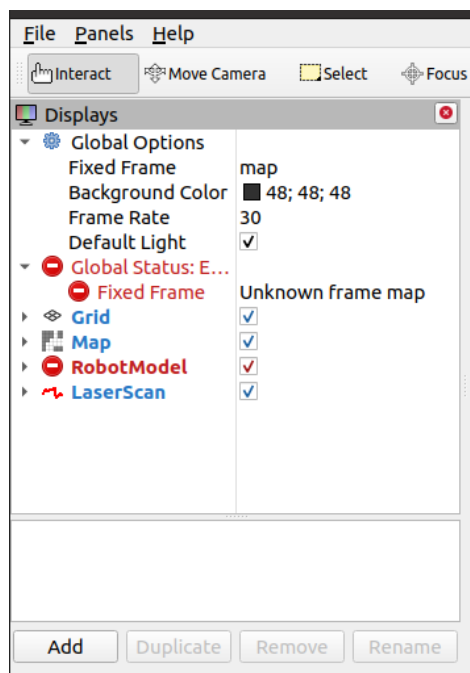 File Panels Help
Interact Move Camera Select Focus
Displays
Global Options
Fixed Frame map
Background Color 48; 48; 48
Frame Rate 30
Default Light
Global Status: E...
Fixed Frame Unknown frame map
Grid
Map
RobotModel
LaserScan
Add Duplicate Remove Rename